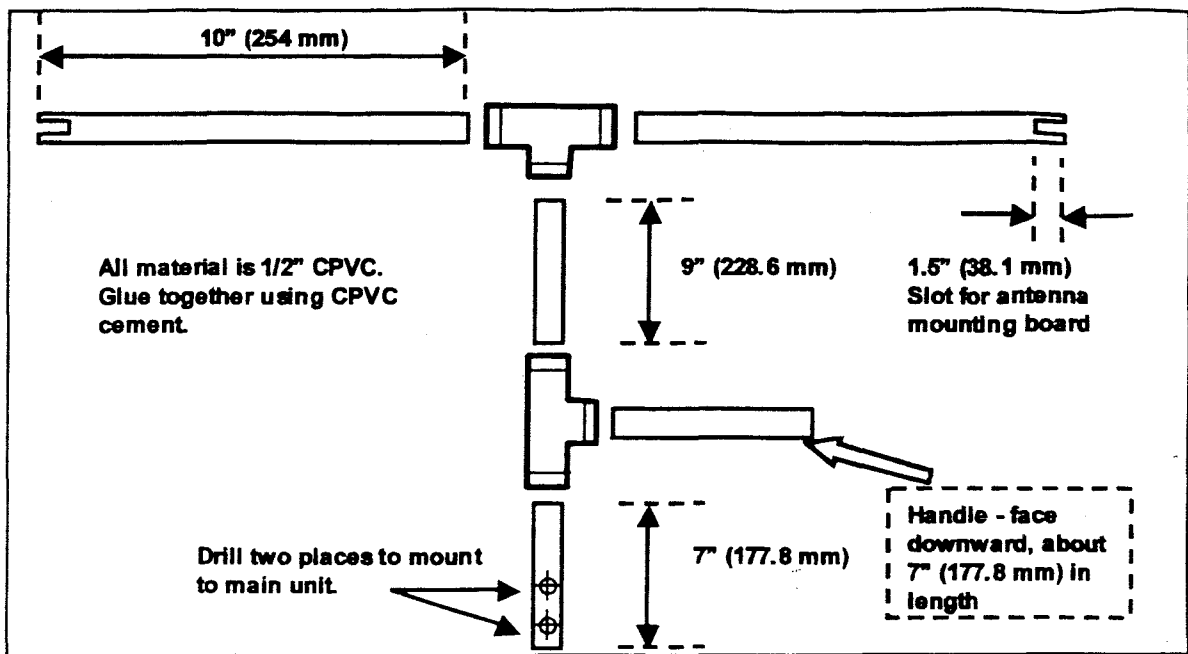 10” (254 mm)
All material is 1/2” CPVC.
Glue together using CPVC
cement.
9” (228.6 mm)
1.5” (38.1 mm)
Slot for antenna
mounting board
Drill two places to mount
to main unit.
7” (177.8 mm)
Handle - face
downward, about
7” (177.8 mm) in
length